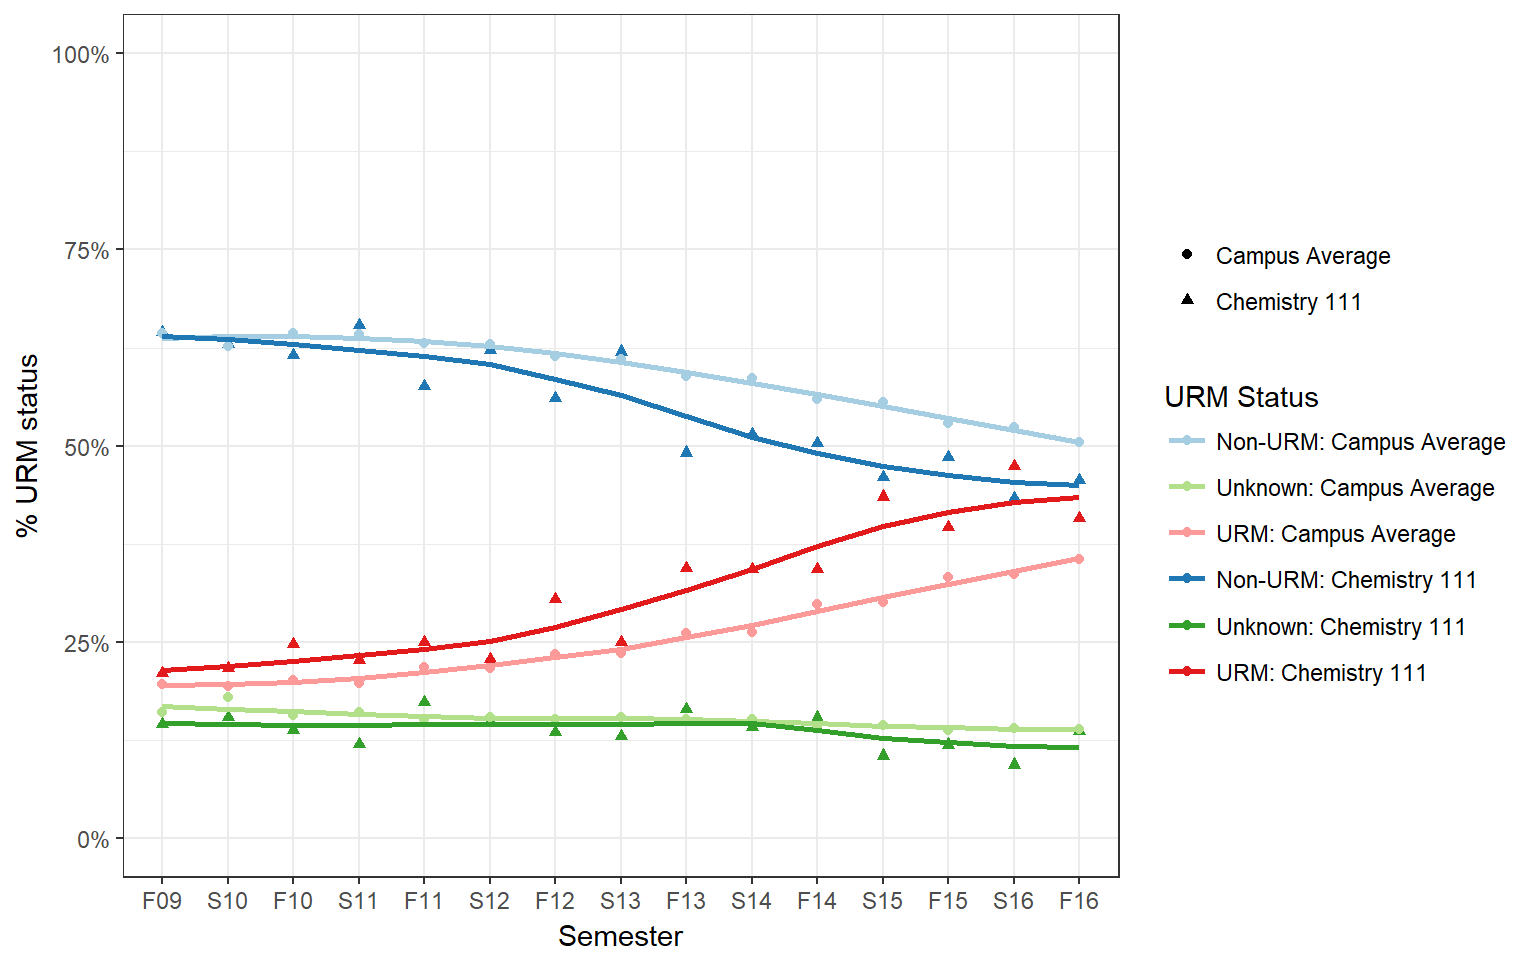 100%
75%
50%
25%
0%
% URM status
F09 S10 F10 S11 F11 S12 F12 S13 F13 S14 F14 S15 F15 S16 F16
Semester
Campus Average
Chemistry 111
URM Status
Non-URM: Campus Average
Unknown: Campus Average
URM: Campus Average
Non-URM: Chemistry 111
Unknown: Chemistry 111
URM: Chemistry 111